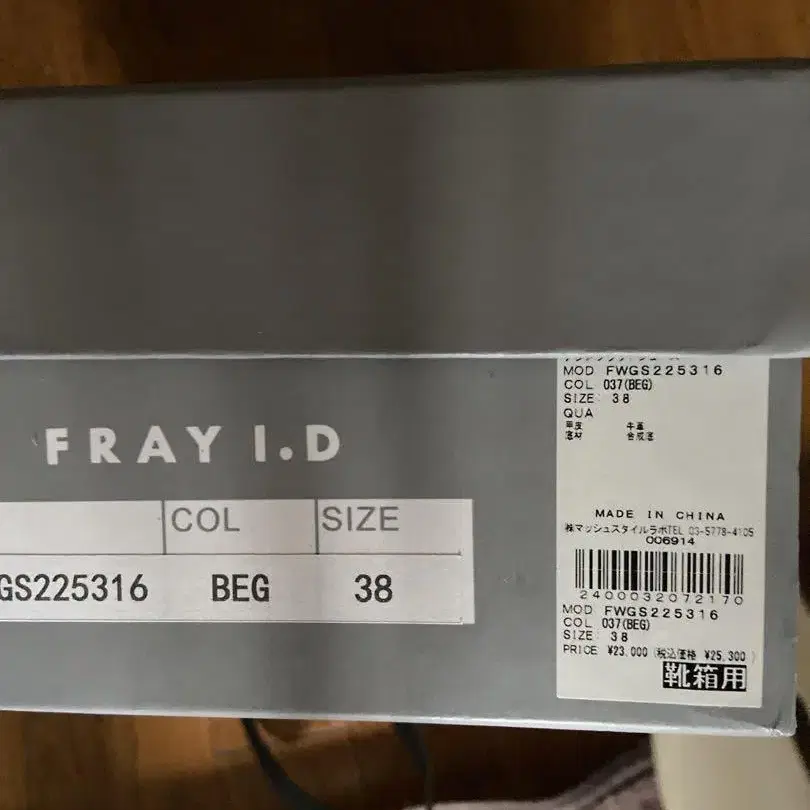 FRAY I.D
COL SIZE
GS225316 BEG 38
MOD FWGS225316
COL 037(BEG)
SIZE: 38
QUA
甲皮 牛革
底材 合成底
MADE IN CHINA
㈱マッシュスタイルラボTEL 03-5778-4105
006914
2400032072170
MOD FWGS225316
COL 037(BEG)
SIZE: 38
PRICE ¥23,000 (税込価格 ¥25,300)
靴箱用